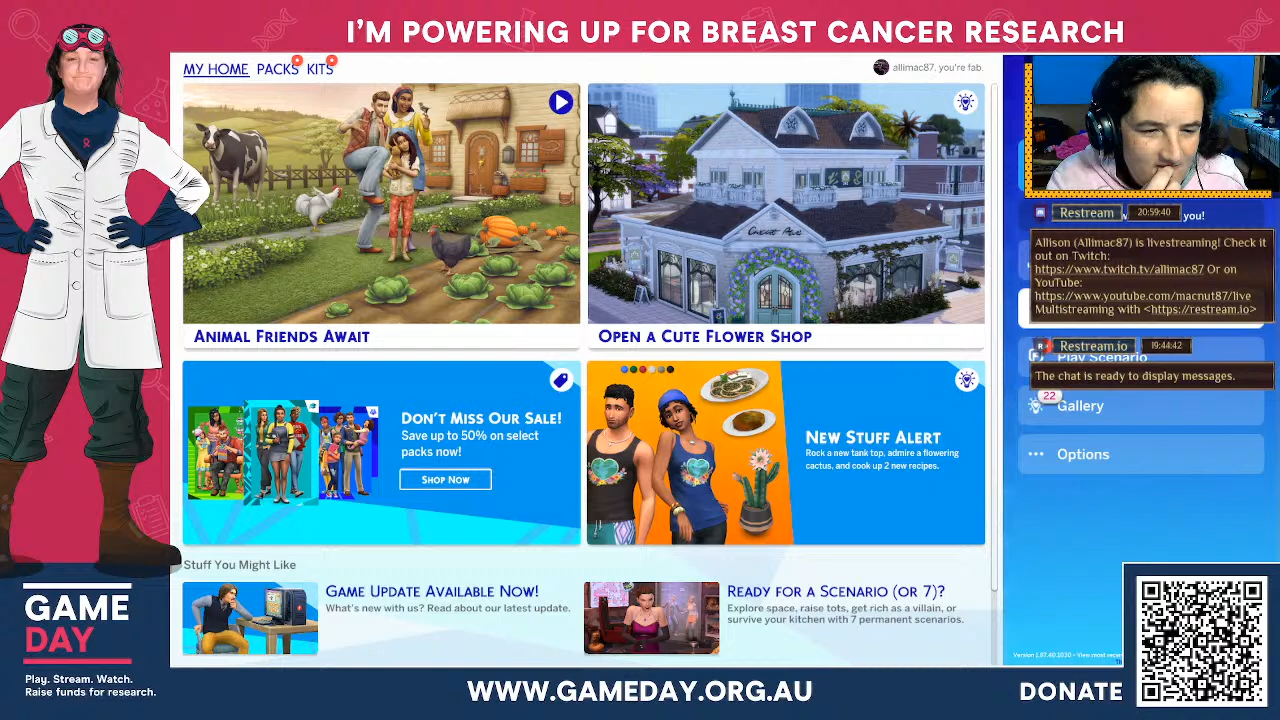 I'M POWERING UP FOR BREAST CANCER RESEARCH
MY HOME PACKS KITS
allimac87, you're fab.
ANIMAL FRIENDS AWAIT
OPEN A CUTE FLOWER SHOP
DON'T MISS OUR SALE!
Save up to 50% on select
packs now!
SHOP NOW
NEW STUFF ALERT
Rock a new tank top, admire a flowering
cactus, and cook up 2 new recipes.
Stuff You Might Like
GAME UPDATE AVAILABLE NOW!
What's new with us? Read about our latest update.
READY FOR A SCENARIO (OR 7)?
Explore space, raise tots, get rich as a villain, or
survive your kitchen with 7 permanent scenarios.
Restream 20:59:40 you!
Allison (Allimac87) is livestreaming! Check it
out on Twitch:
https://www.twitch.tv/allimac87 Or on
YouTube:
https://www.youtube.com/macnut87/live
Multistreaming with <https://restream.io>
Restream.io 19:44:42
Play Scenario
The chat is ready to display messages.
22
Gallery
Options
GAME
DAY
Play. Stream. Watch.
Raise funds for research.
WWW.GAMEDAY.ORG.AU
DONATE